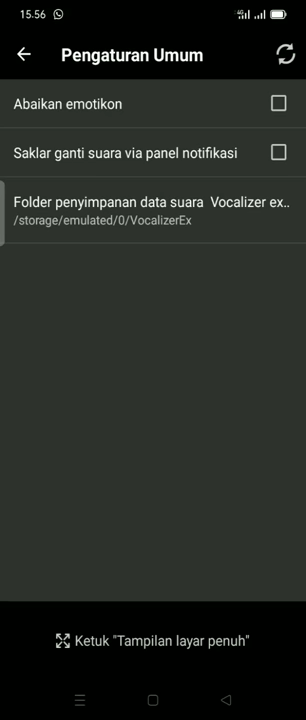 15.56
Pengaturan Umum
Abaikan emotikon
Saklar ganti suara via panel notifikasi
Folder penyimpanan data suara  Vocalizer ex..
/storage/emulated/0/VocalizerEx
Ketuk "Tampilan layar penuh"